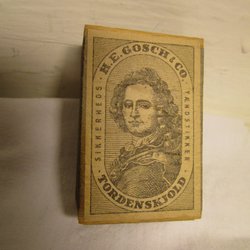 H.E. GOSCH & CO.
SIKKERHEDS
TÆNDSTIKKER
TORDENSKJOLD